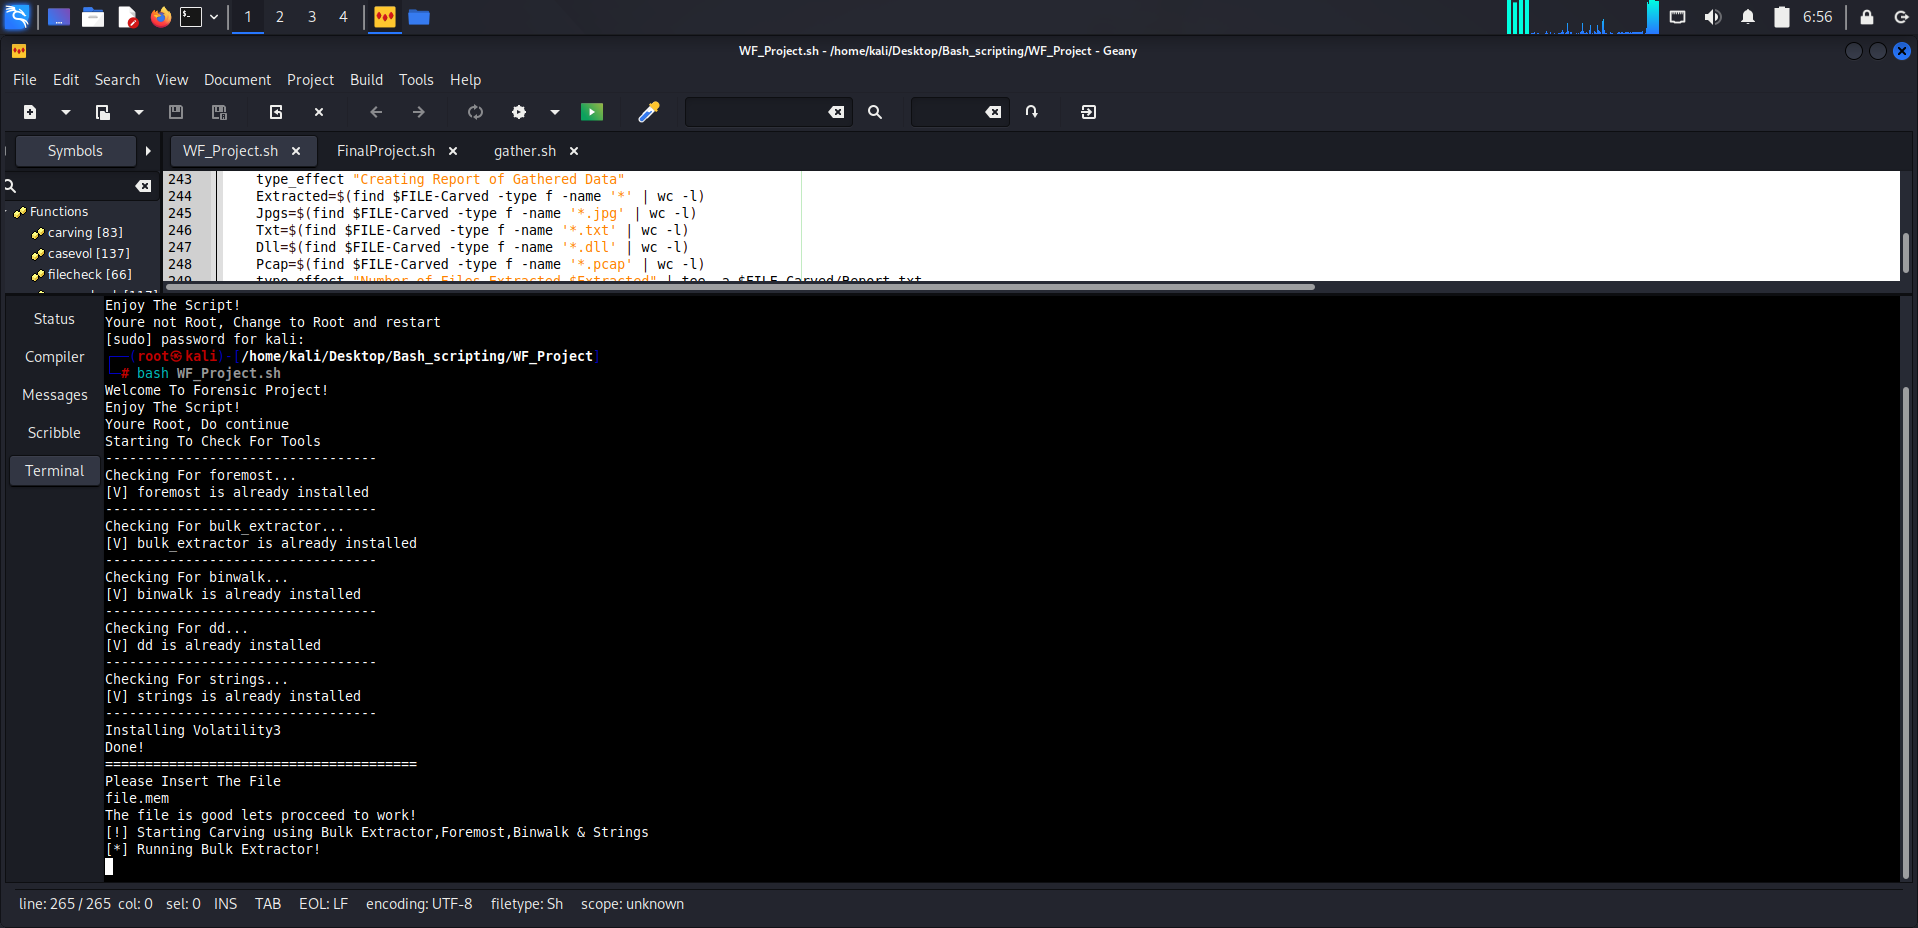 1 2 3 4 6:56
WF_Project.sh - /home/kali/Desktop/Bash_scripting/WF_Project - Geany
File Edit Search View Document Project Build Tools Help
Symbols WF_Project.sh FinalProject.sh gather.sh
Functions
carving [83]
casevol [137]
filecheck [66]
243 type_effect "Creating Report of Gathered Data"
244 Extracted=$(find $FILE-Carved -type f -name '*' | wc -l)
245 Jpgs=$(find $FILE-Carved -type f -name '*.jpg' | wc -l)
246 Txt=$(find $FILE-Carved -type f -name '*.txt' | wc -l)
247 Dll=$(find $FILE-Carved -type f -name '*.dll' | wc -l)
248 Pcap=$(find $FILE-Carved -type f -name '*.pcap' | wc -l)
249 type_effect "Number of Files Extracted $Extracted" | tee -a $FILE-Carved/Report.txt
Status
Compiler
Messages
Scribble
Terminal
Enjoy The Script!
Youre not Root, Change to Root and restart
[sudo] password for kali:
(root㉿kali)-[/home/kali/Desktop/Bash_scripting/WF_Project]
# bash WF_Project.sh
Welcome To Forensic Project!
Enjoy The Script!
Youre Root, Do continue
Starting To Check For Tools
----------------------------------
Checking For foremost...
[V] foremost is already installed
----------------------------------
Checking For bulk_extractor...
[V] bulk_extractor is already installed
----------------------------------
Checking For binwalk...
[V] binwalk is already installed
----------------------------------
Checking For dd...
[V] dd is already installed
----------------------------------
Checking For strings...
[V] strings is already installed
----------------------------------
Installing Volatility3
Done!
=======================================
Please Insert The File
file.mem
The file is good lets procceed to work!
[!] Starting Carving using Bulk Extractor,Foremost,Binwalk & Strings
[*] Running Bulk Extractor!
line: 265 / 265 col: 0 sel: 0 INS TAB EOL: LF encoding: UTF-8 filetype: Sh scope: unknown